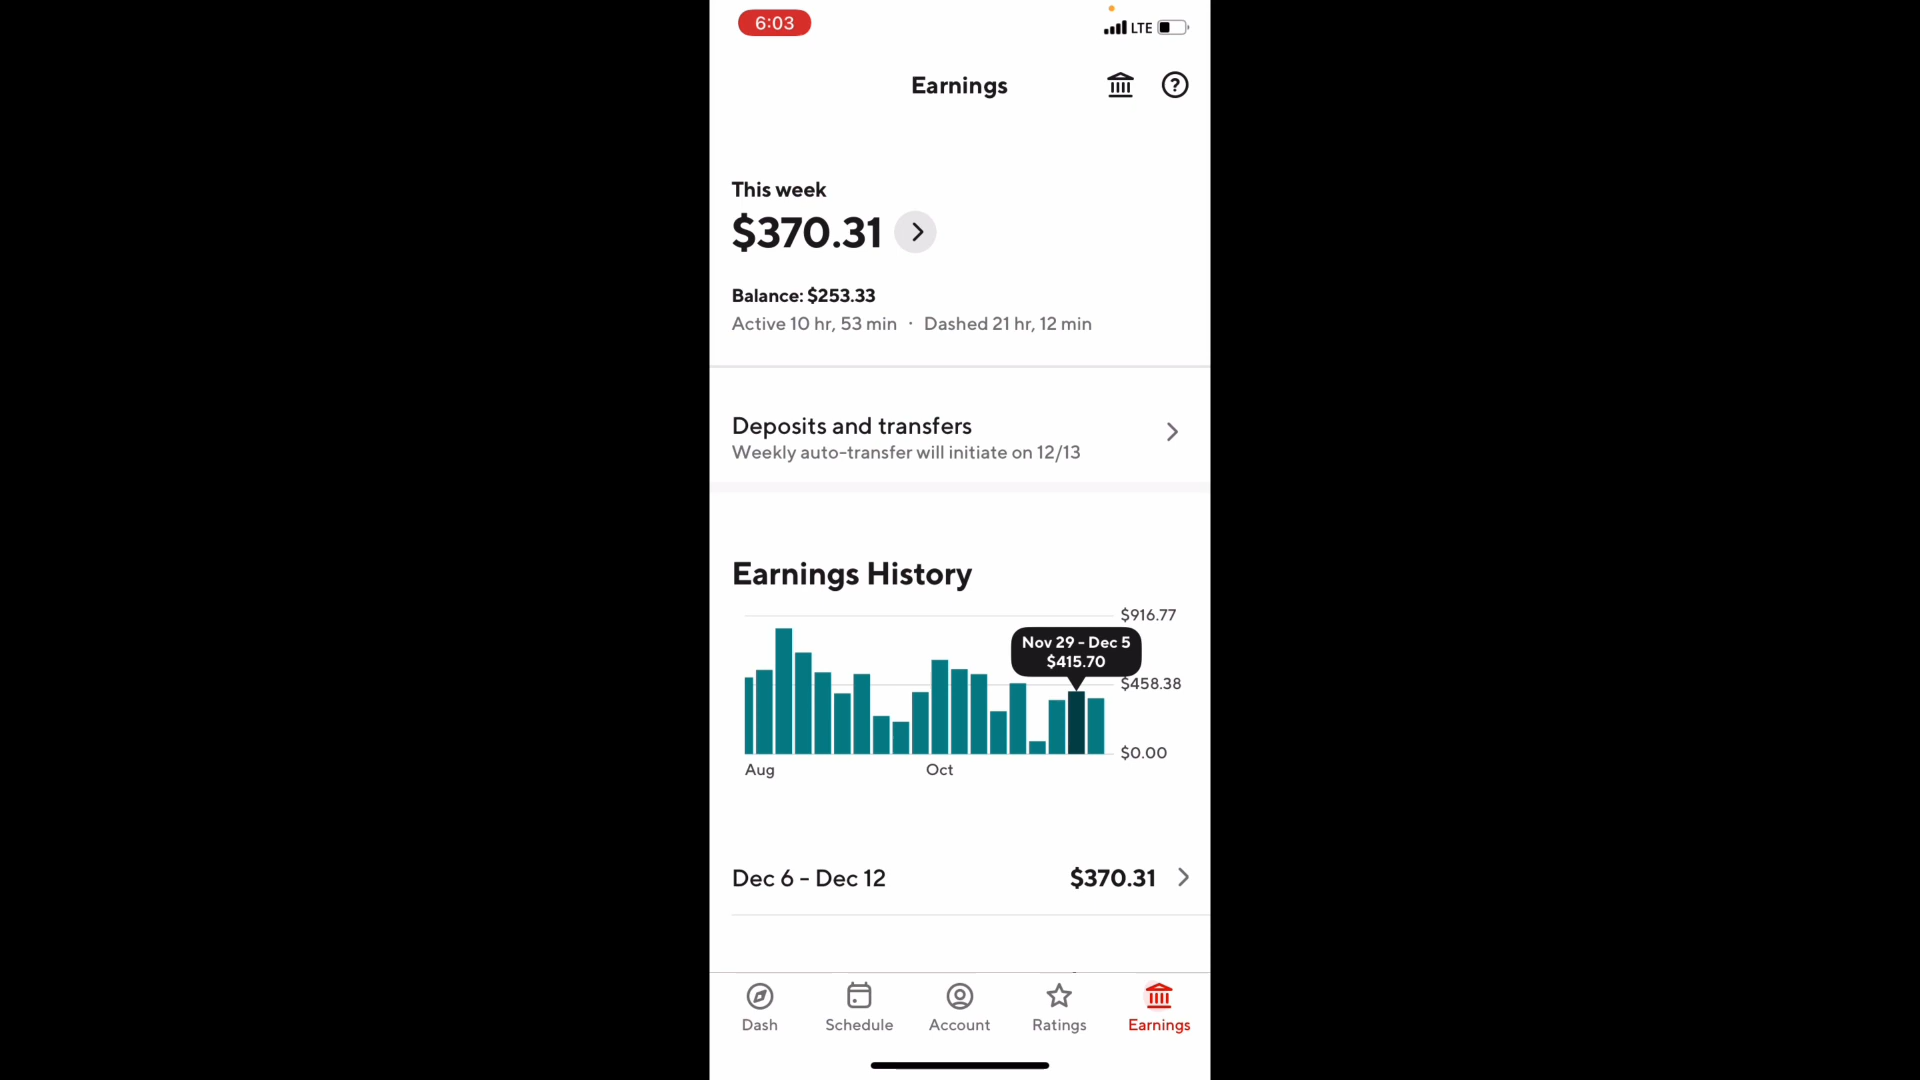 6:03
LTE
Earnings
This week
$370.31
Balance: $253.33
Active 10 hr, 53 min · Dashed 21 hr, 12 min
Deposits and transfers
Weekly auto-transfer will initiate on 12/13
Earnings History
$916.77
Nov 29 - Dec 5
$415.70
$458.38
$0.00
Aug Oct
Dec 6 - Dec 12 $370.31
Dash Schedule Account Ratings Earnings